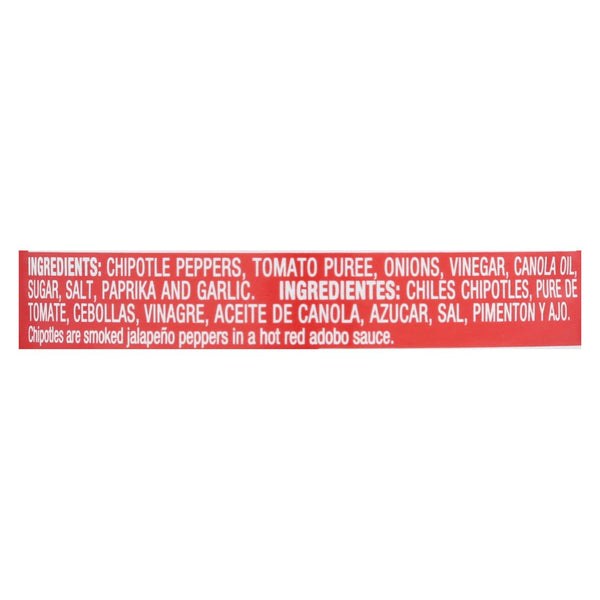 INGREDIENTS: CHIPOTLE PEPPERS, TOMATO PUREE, ONIONS, VINEGAR, CANOLA OIL,
SUGAR, SALT, PAPRIKA AND GARLIC. INGREDIENTES: CHILES CHIPOTLES, PURE DE
TOMATE, CEBOLLAS, VINAGRE, ACEITE DE CANOLA, AZUCAR, SAL, PIMENTON Y AJO.
Chipotles are smoked jalapeño peppers in a hot red adobo sauce.